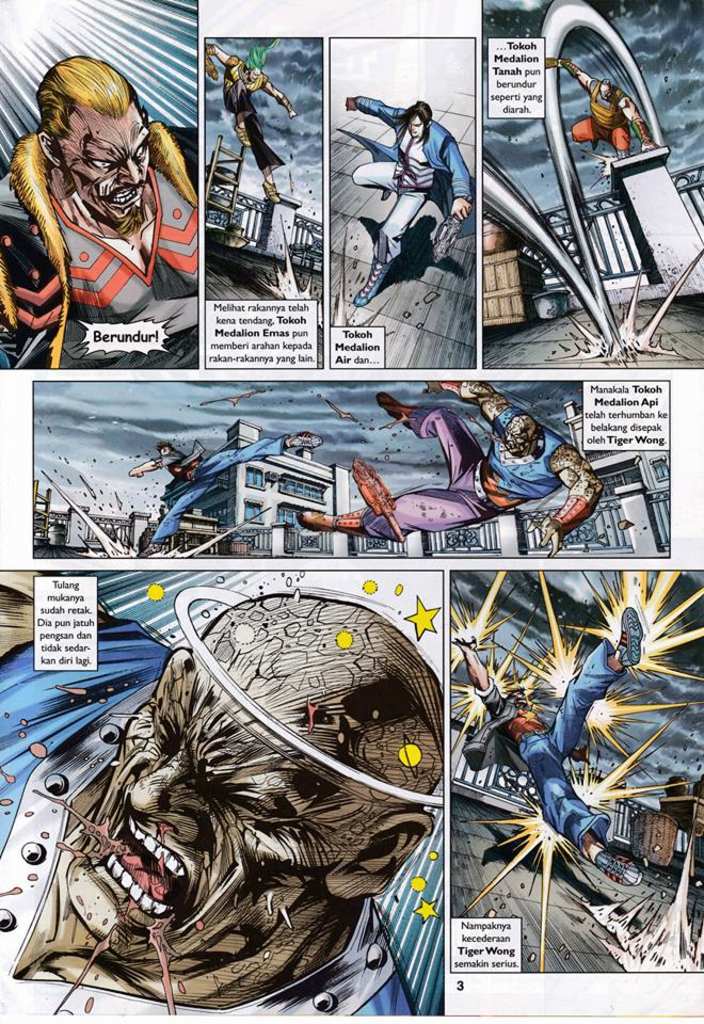 Berundur!
Melihat rakannya telah
kena tendang, Tokoh
Medalion Emas pun
memberi arahan kepada
rakan-rakannya yang lain.
Tokoh
Medalion
Air dan...
...Tokoh
Medalion
Tanah pun
berundur
seperti yang
diarah.
Manakala Tokoh
Medalion Api
telah terhumban ke
belakang disepak
oleh Tiger Wong.
Tulang
mukanya
sudah retak.
Dia pun jatuh
pengsan dan
tidak sedar-
kan diri lagi.
Nampaknya
kecederaan
Tiger Wong
semakin serius.
3